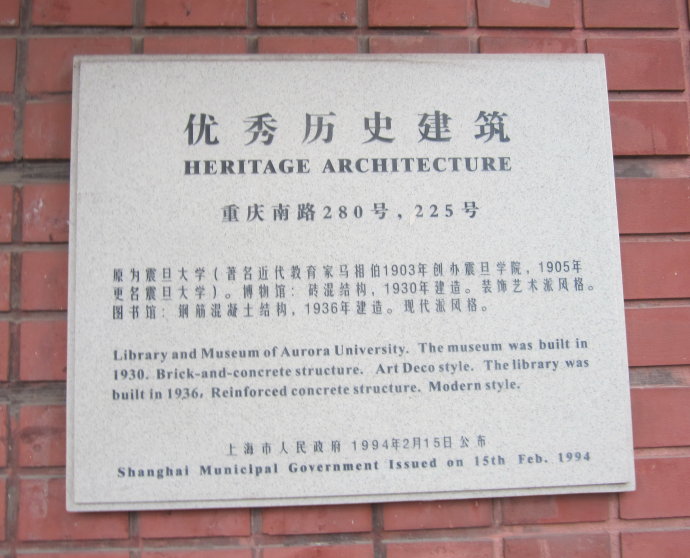 优秀历史建筑
HERITAGE ARCHITECTURE
重庆南路280号，225号
原为震旦大学（著名近代教育家马相伯1903年创办震旦学院，1905年
更名震旦大学）。博物馆：砖混结构，1930年建造。装饰艺术派风格。
图书馆：钢筋混凝土结构，1936年建造。现代派风格。
Library and Museum of Aurora University. The museum was built in
1930. Brick-and-concrete structure. Art Deco style. The library was
built in 1936, Reinforced concrete structure. Modern style.
上海市人民政府 1994年2月15日公布
Shanghai Municipal Government Issued on 15th Feb. 1994